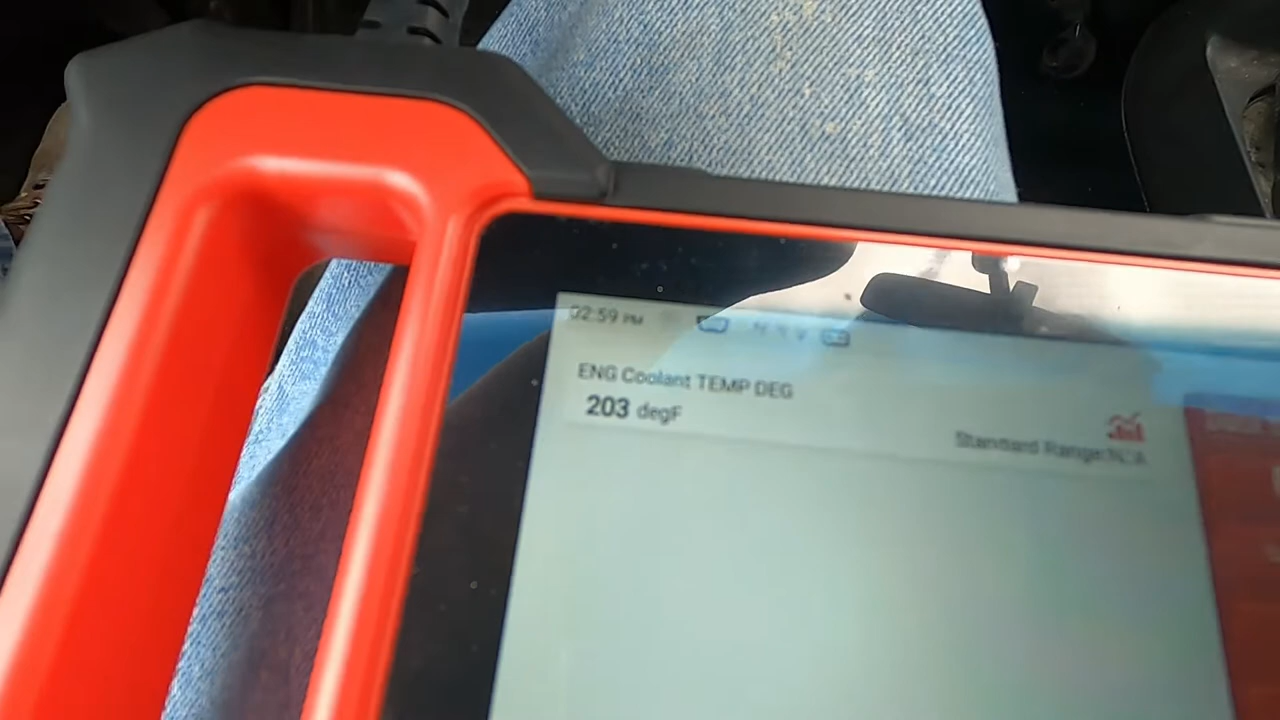 02:59 PM
ENG Coolant TEMP DEG
203 degF
Standard Range:N/A